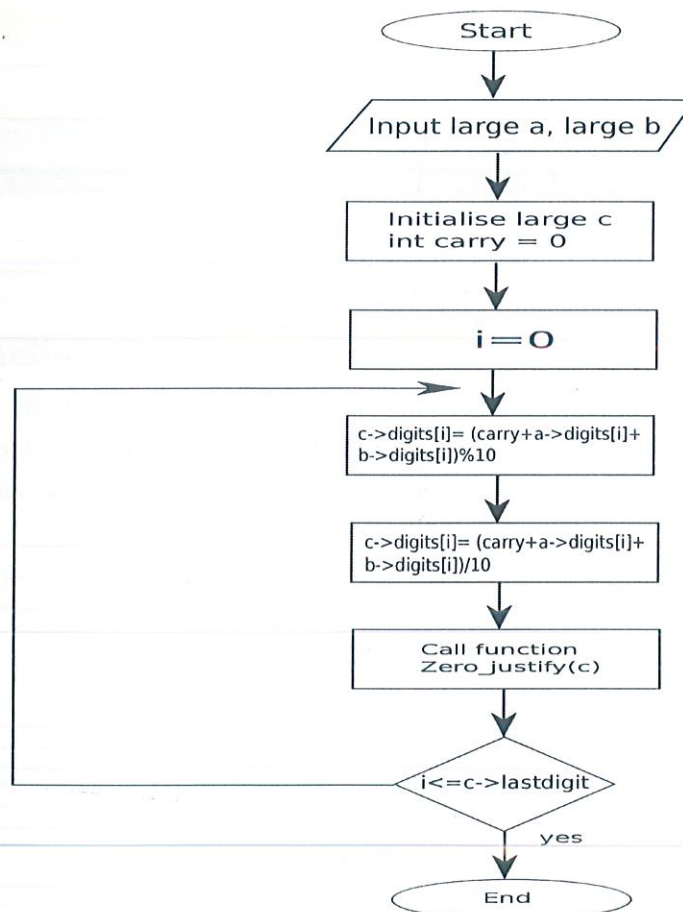 Start
Input large a, large b
Initialise large c
int carry = 0
i=0
c->digits[i]= (carry+a->digits[i]+
b->digits[i])%10
c->digits[i]= (carry+a->digits[i]+
b->digits[i])/10
Call function
Zero_justify(c)
i<=c->lastdigit
yes
End